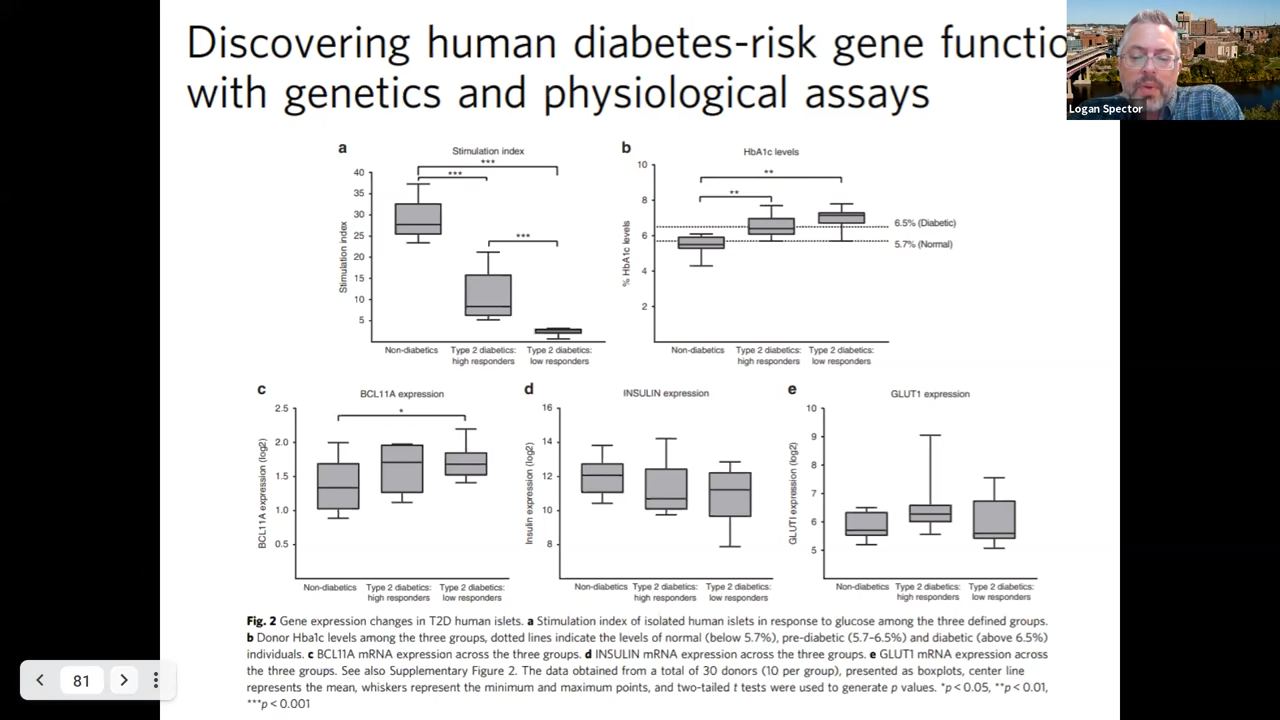 Discovering human diabetes-risk gene functio
with genetics and physiological assays
Logan Spector
a
Stimulation index
***
***
***
40
35
30
25
20
15
10
5
Stimulation index
Non-diabetics
Type 2 diabetics:
high responders
Type 2 diabetics:
low responders
b
HbA1c levels
**
**
10
8
6
4
2
% HbA1c levels
6.5% (Diabetic)
5.7% (Normal)
Non-diabetics
Type 2 diabetics:
high responders
Type 2 diabetics:
low responders
c
BCL11A expression
*
2.5
2.0
1.5
1.0
0.5
BCL11A expression (log2)
Non-diabetics
Type 2 diabetics:
high responders
Type 2 diabetics:
low responders
d
INSULIN expression
16
14
12
10
8
Insulin expression (log2)
Non-diabetics
Type 2 diabetics:
high responders
Type 2 diabetics:
low responders
e
GLUT1 expression
10
9
8
7
6
5
GLUT1 expression (log2)
Non-diabetics
Type 2 diabetics:
high responders
Type 2 diabetics:
low responders
Fig. 2 Gene expression changes in T2D human islets. a Stimulation index of isolated human islets in response to glucose among the three defined groups.
b Donor Hba1c levels among the three groups, dotted lines indicate the levels of normal (below 5.7%), pre-diabetic (5.7–6.5%) and diabetic (above 6.5%)
individuals. c BCL11A mRNA expression across the three groups. d INSULIN mRNA expression across the three groups. e GLUT1 mRNA expression across
the three groups. See also Supplementary Figure 2. The data obtained from a total of 30 donors (10 per group), presented as boxplots, center line
represents the mean, whiskers represent the minimum and maximum points, and two-tailed t tests were used to generate p values. *p < 0.05, **p < 0.01,
***p < 0.001
81